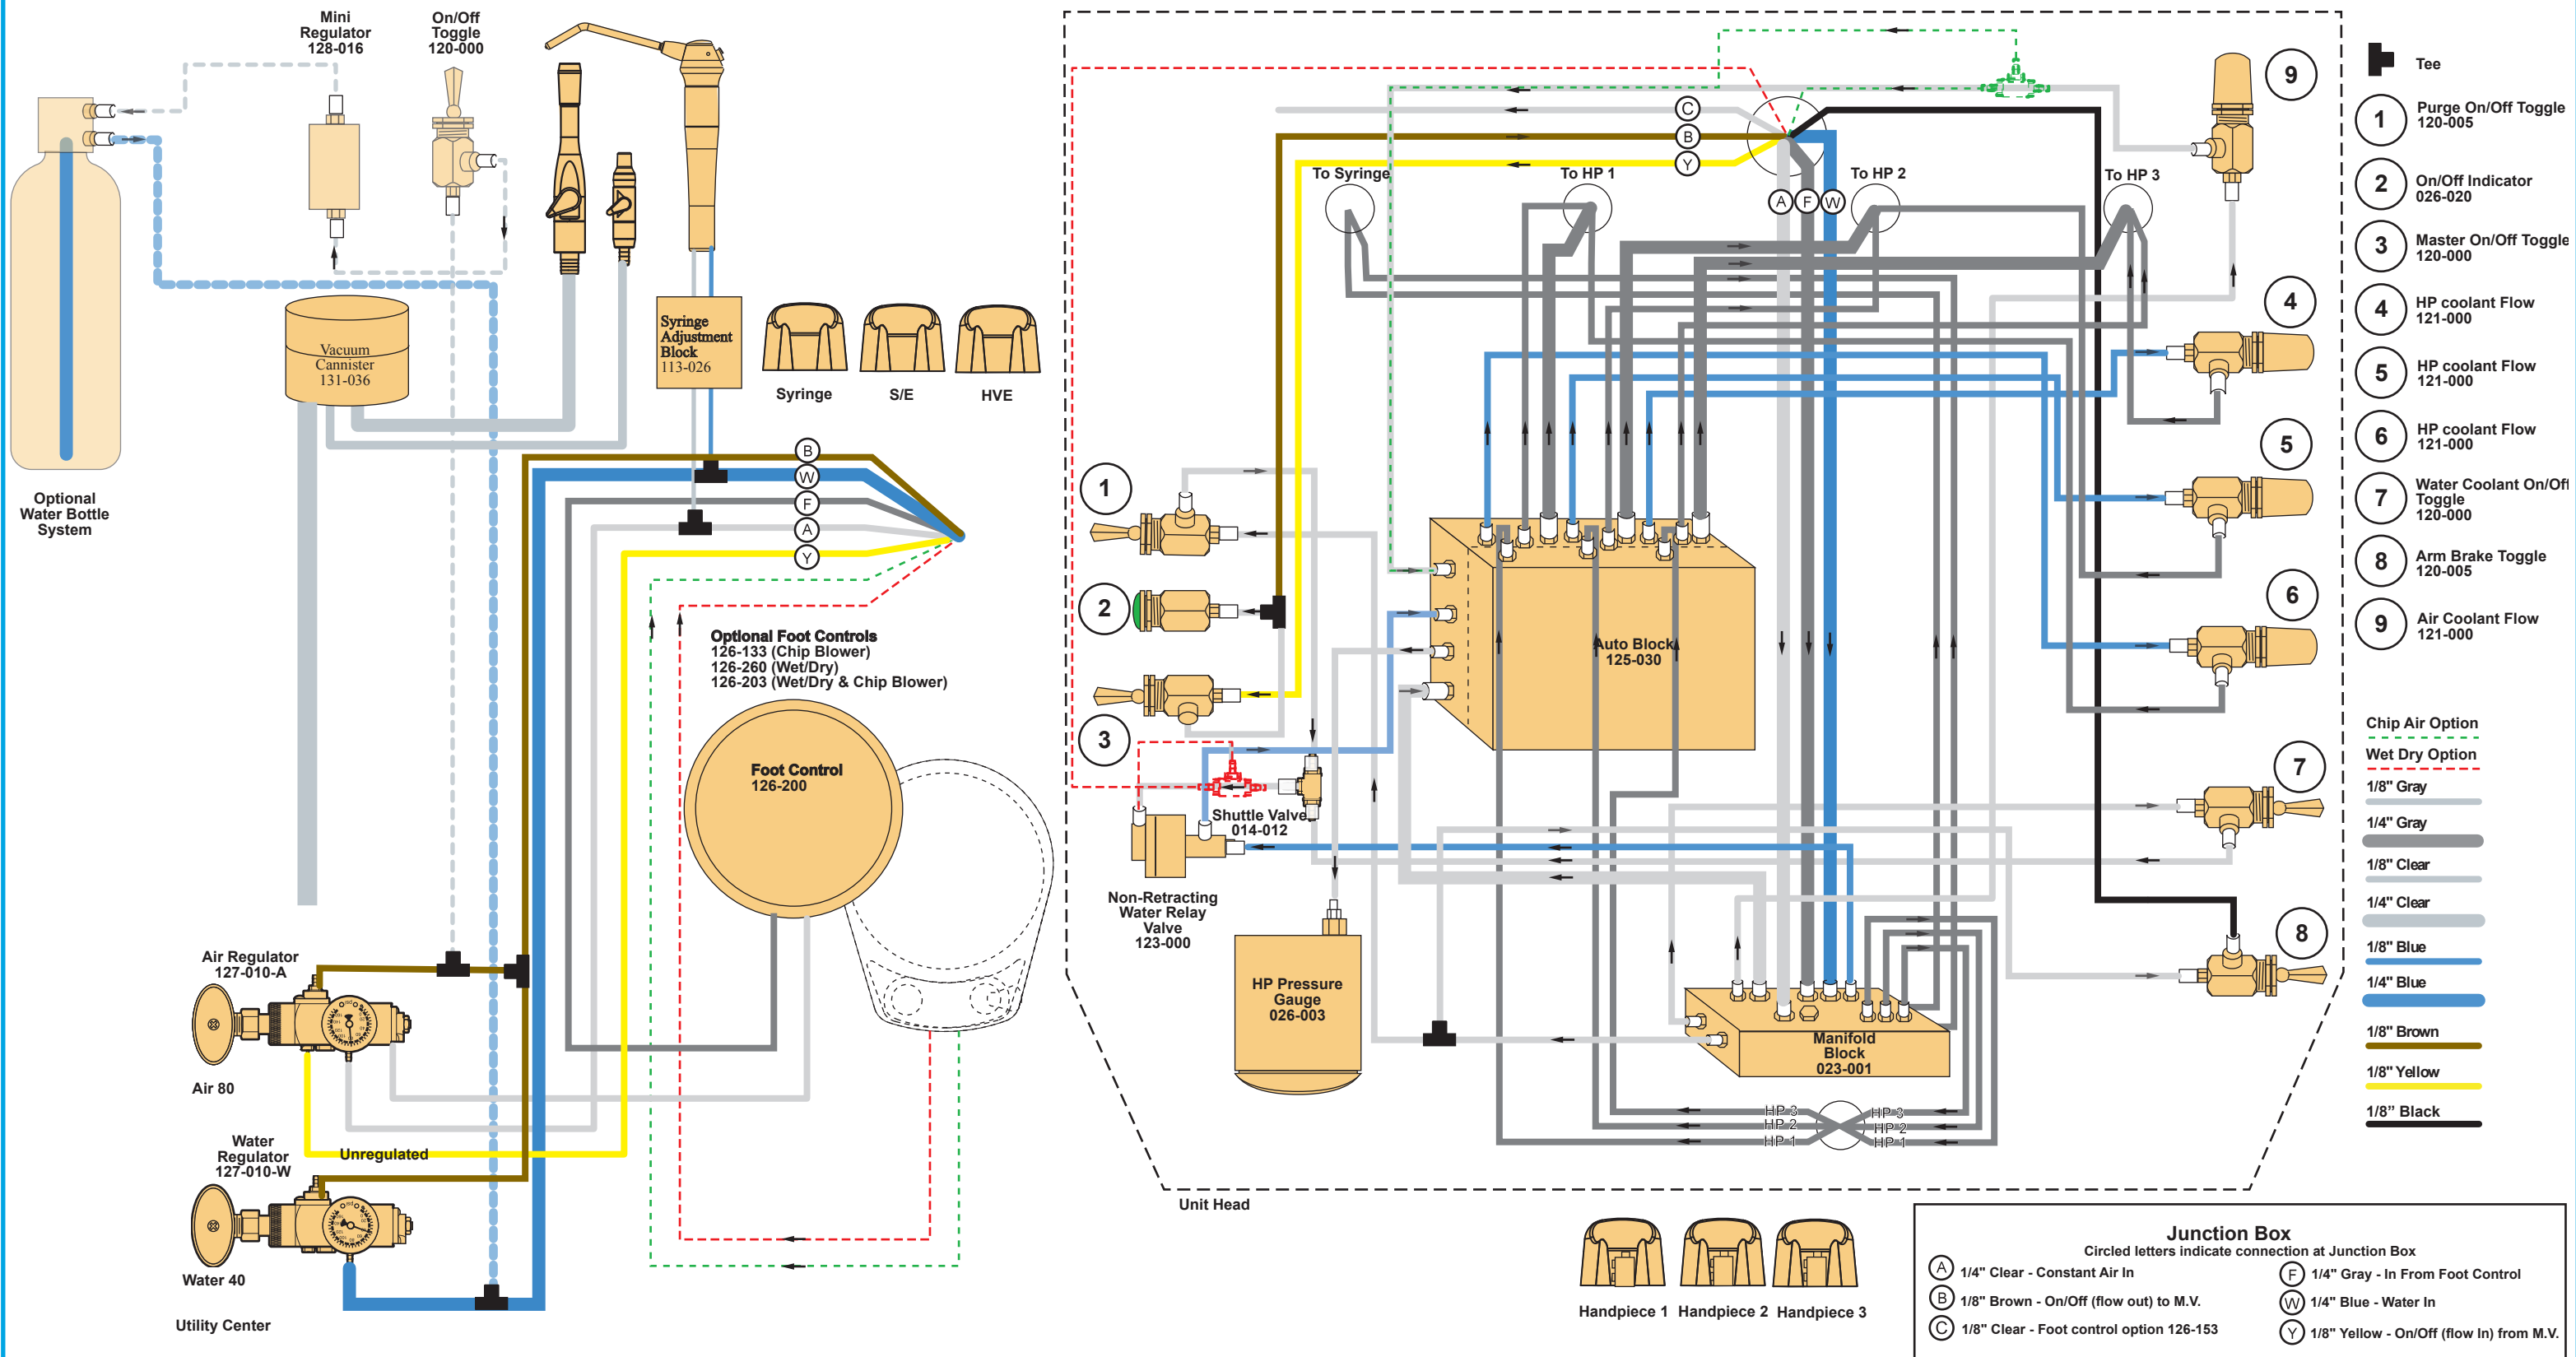 Mini
Regulator
128-016
On/Off
Toggle
120-000
Optional
Water Bottle
System
Vacuum
Cannister
131-036
Syringe
Adjustment
Block
113-026
Syringe
S/E
HVE
B
W
F
A
Y
Optional Foot Controls
126-133 (Chip Blower)
126-260 (Wet/Dry)
126-203 (Wet/Dry & Chip Blower)
Foot Control
126-200
Air Regulator
127-010-A
Air 80
Water
Regulator
127-010-W
Unregulated
Water 40
Utility Center
C
B
Y
To Syringe
To HP 1
A
F
W
To HP 2
To HP 3
9
4
5
6
7
8
1
2
3
Auto Block
125-030
Shuttle Valve
014-012
Non-Retracting
Water Relay
Valve
123-000
HP Pressure
Gauge
026-003
Manifold
Block
023-001
HP 3
HP 2
HP 1
HP 3
HP 2
HP 1
Unit Head
Handpiece 1
Handpiece 2
Handpiece 3
Tee
1
Purge On/Off Toggle
120-005
2
On/Off Indicator
026-020
3
Master On/Off Toggle
120-000
4
HP coolant Flow
121-000
5
HP coolant Flow
121-000
6
HP coolant Flow
121-000
7
Water Coolant On/Off
Toggle
120-000
8
Arm Brake Toggle
120-005
9
Air Coolant Flow
121-000
Chip Air Option
Wet Dry Option
1/8" Gray
1/4" Gray
1/8" Clear
1/4" Clear
1/8" Blue
1/4" Blue
1/8" Brown
1/8" Yellow
1/8” Black
Junction Box
Circled letters indicate connection at Junction Box
A 1/4" Clear - Constant Air In
B 1/8" Brown - On/Off (flow out) to M.V.
C 1/8" Clear - Foot control option 126-153
F 1/4" Gray - In From Foot Control
W 1/4" Blue - Water In
Y 1/8" Yellow - On/Off (flow In) from M.V.